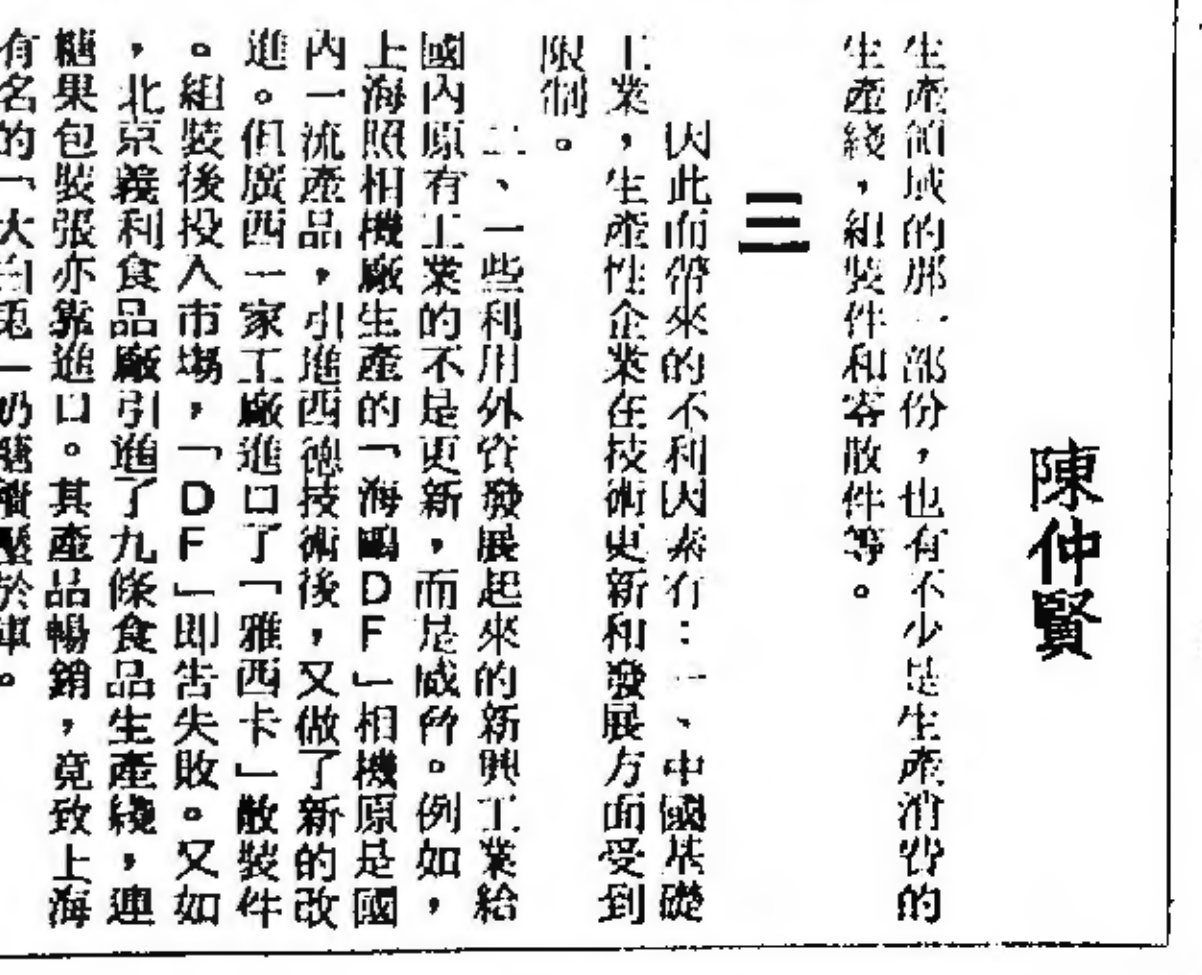 陳仲賢
生產領域的那一部份，也有不少是生產消費的
生產綫，組裝件和零散件等。
三
因此而帶來的不利因素有：一、中國基礎
工業，生產性企業在技術更新和發展方面受到
限制。
二、一些利用外資發展起來的新興工業給
國內原有工業的不是更新，而是威脅。例如，
上海照相機廠生產的「海鷗DF」相機原是國
內一流產品，引進西德技術後，又做了新的改
進。但廣西一家工廠進口了「雅西卡」散裝件
。組裝後投入市場，「DF」即告失敗。又如
，北京義利食品廠引進了九條食品生產綫，連
糖果包裝張亦靠進口。其產品暢銷，竟致上海
有名的「大白兎」奶糖積壓於庫。